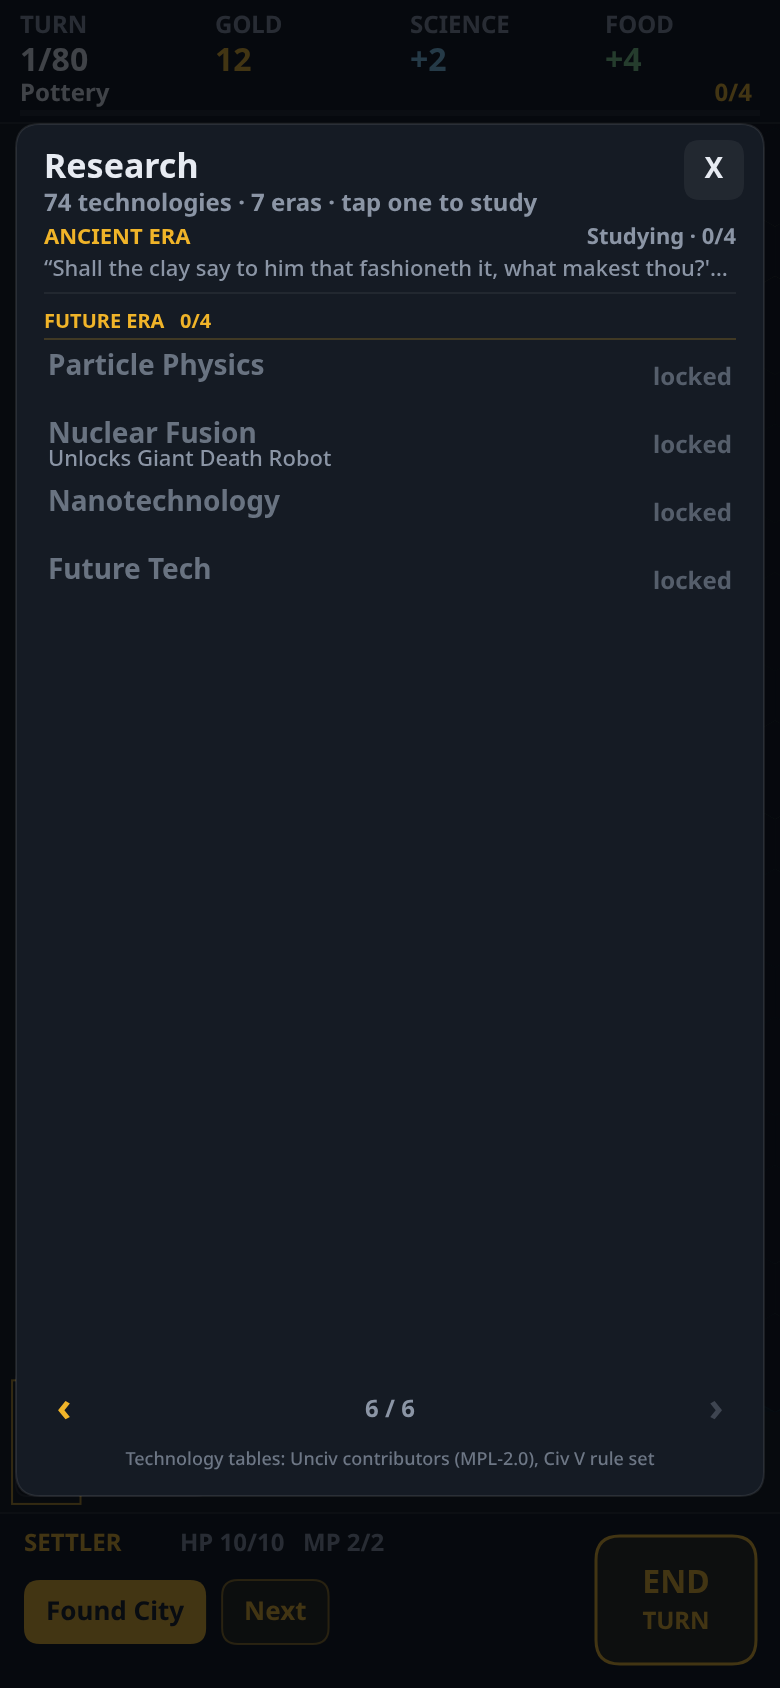 TURN GOLD SCIENCE FOOD
1/80 12 +2 +4
Pottery 0/4
Research X
74 technologies · 7 eras · tap one to study
ANCIENT ERA Studying · 0/4
“Shall the clay say to him that fashioneth it, what makest thou?'...
FUTURE ERA 0/4
Particle Physics locked
Nuclear Fusion locked
Unlocks Giant Death Robot
Nanotechnology locked
Future Tech locked
‹ 6 / 6 ›
Technology tables: Unciv contributors (MPL-2.0), Civ V rule set
SETTLER HP 10/10 MP 2/2
Found City Next
END
TURN